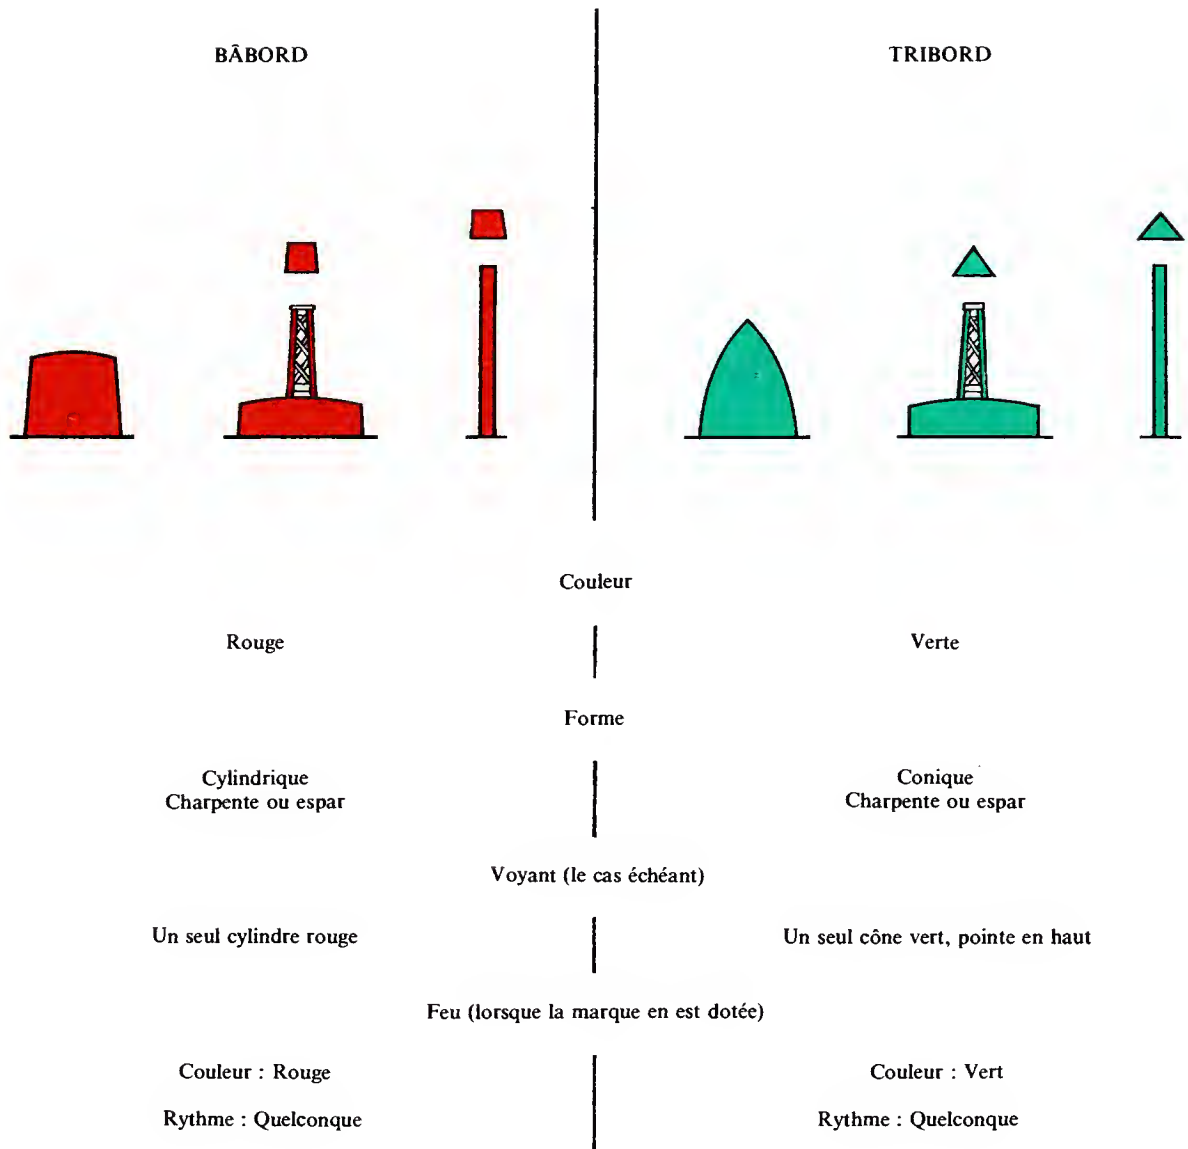 BÂBORD
TRIBORD
Couleur
Rouge
Verte
Forme
Cylindrique
Charpente ou espar
Conique
Charpente ou espar
Voyant (le cas échéant)
Un seul cylindre rouge
Un seul cône vert, pointe en haut
Feu (lorsque la marque en est dotée)
Couleur : Rouge
Couleur : Vert
Rythme : Quelconque
Rythme : Quelconque